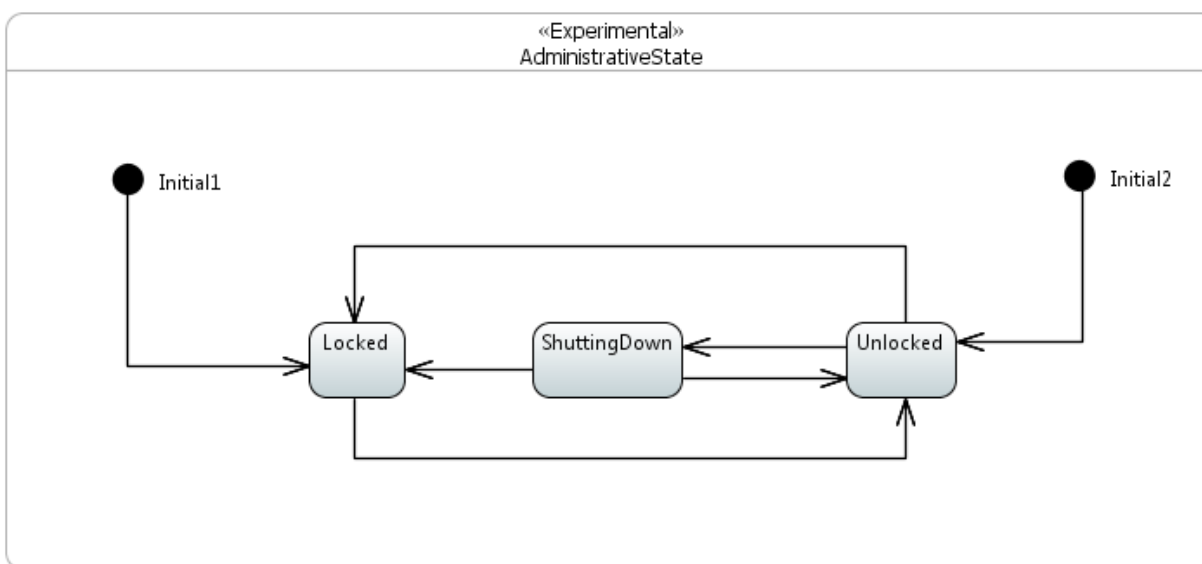 «Experimental»
AdministrativeState
Initial1
Initial2
Locked
ShuttingDown
Unlocked